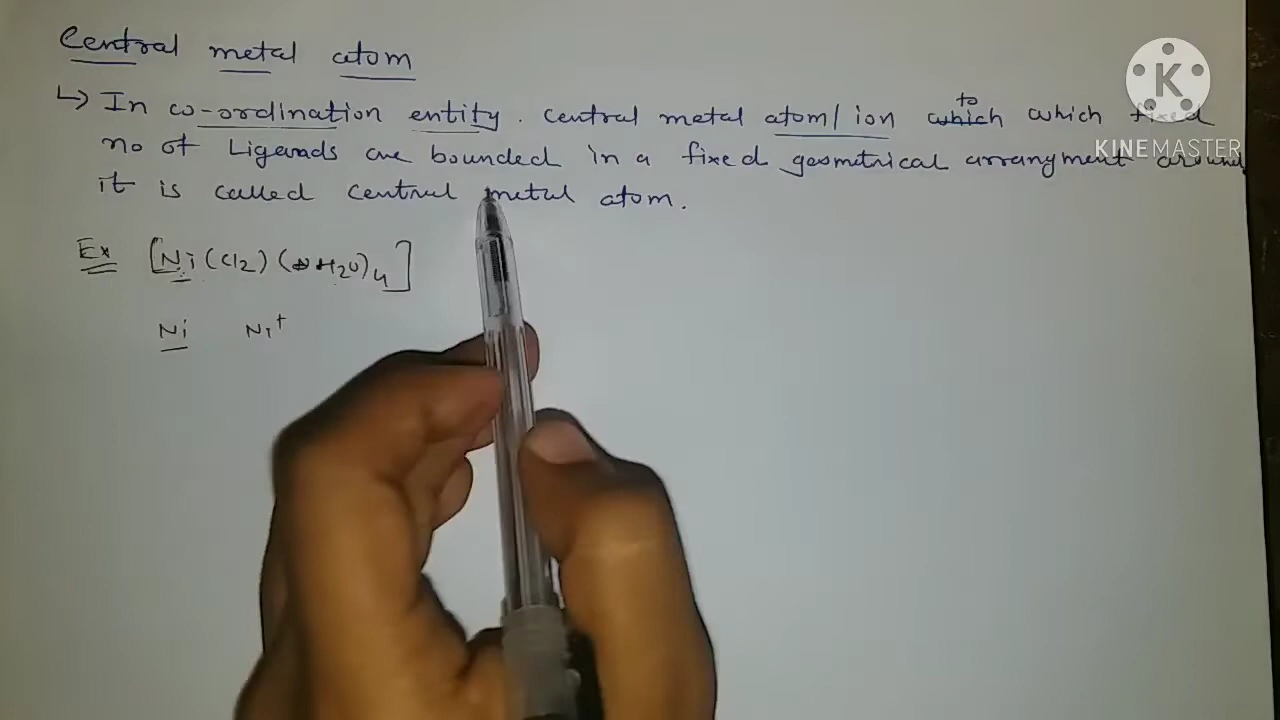 Central metal atom
↳ In co-ordination entity. central metal atom/ion to which which fixed
no of Ligands are bounded in a fixed geometrical arrangment around
it is called central metal atom.
Ex [Ni(Cl2)(H2O)4]
Ni Ni+
K
KINEMASTER